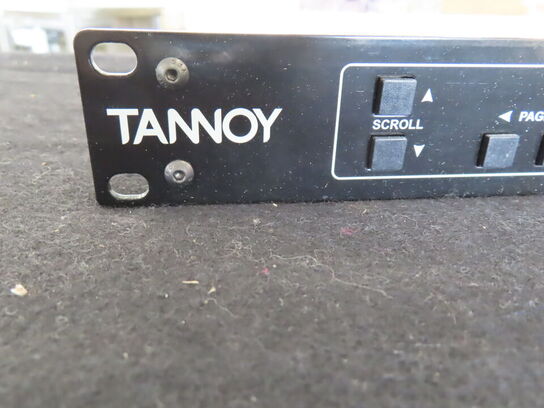 TANNOY
▲
SCROLL
▼
◀ PAG